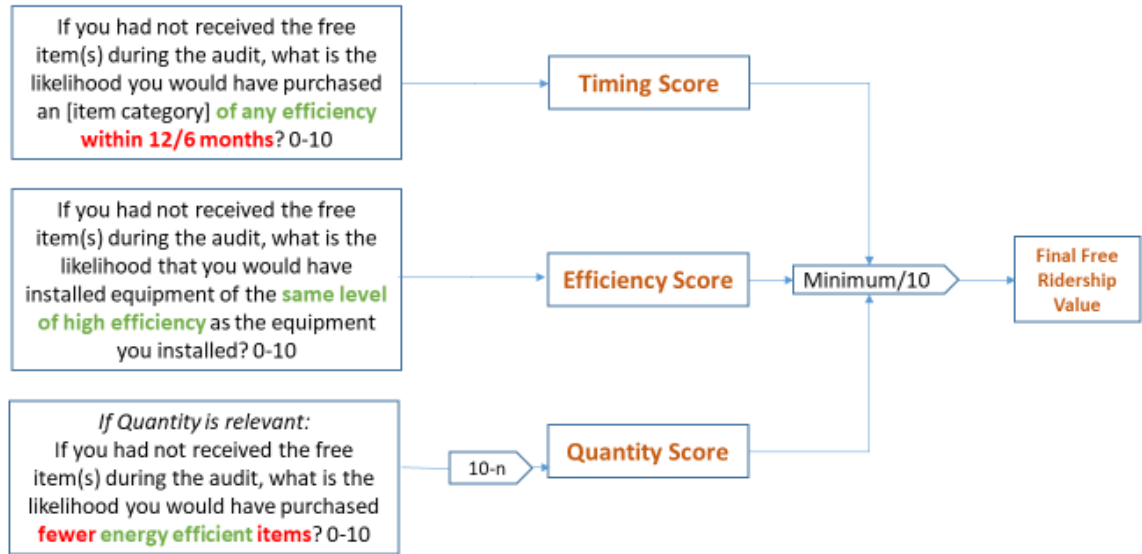 If you had not received the free
item(s) during the audit, what is the
likelihood you would have purchased
an [item category] of any efficiency
within 12/6 months? 0-10
Timing Score
If you had not received the free
item(s) during the audit, what is the
likelihood that you would have
installed equipment of the same level
of high efficiency as the equipment
you installed? 0-10
Efficiency Score
Minimum/10
Final Free
Ridership
Value
If Quantity is relevant:
If you had not received the free
item(s) during the audit, what is the
likelihood you would have purchased
fewer energy efficient items? 0-10
10-n
Quantity Score